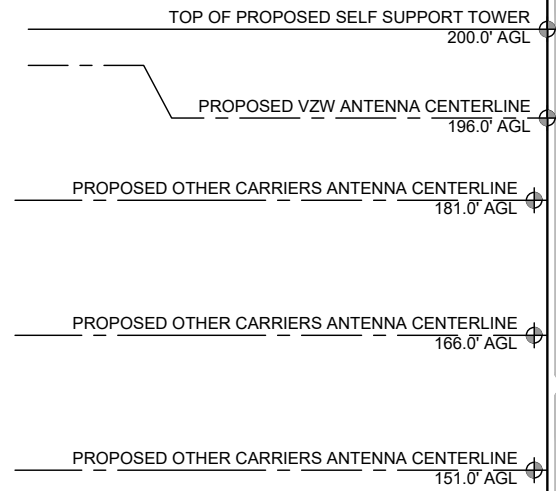 TOP OF PROPOSED SELF SUPPORT TOWER
200.0' AGL
PROPOSED VZW ANTENNA CENTERLINE
196.0' AGL
PROPOSED OTHER CARRIERS ANTENNA CENTERLINE
181.0' AGL
PROPOSED OTHER CARRIERS ANTENNA CENTERLINE
166.0' AGL
PROPOSED OTHER CARRIERS ANTENNA CENTERLINE
151.0' AGL